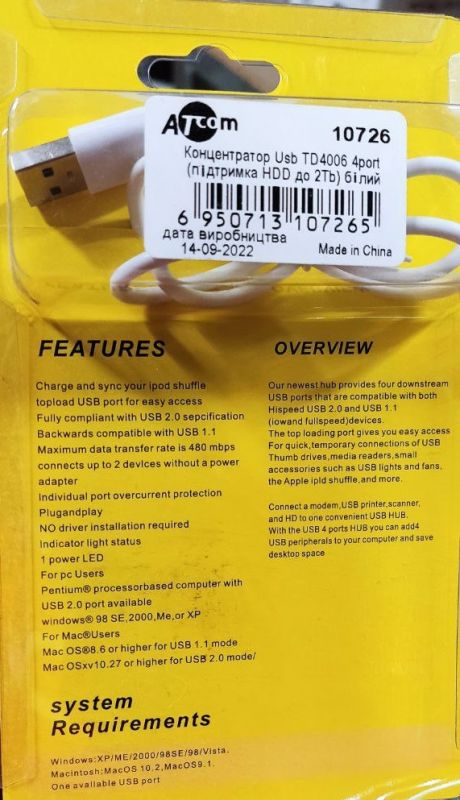 ATcom
10726
Концентратор Usb TD4006 4port
(підтримка HDD до 2Tb) білий
6 950713 107265
дата виробництва
14-09-2022
Made in China
FEATURES
Charge and sync your ipod shuffle
topload USB port for easy access
Fully compliant with USB 2.0 sepcification
Backwards compatible with USB 1.1
Maximum data transfer rate is 480 mbps
connects up to 2 devices without a power
adapter
Individual port overcurrent protection
Plugandplay
NO driver installation required
Indicator light status
1 power LED
For pc Users
Pentium® processorbased computer with
USB 2.0 port available
windows® 98 SE,2000,Me,or XP
For Mac®Users
Mac OS®8.6 or higher for USB 1.1 mode
Mac OSxv10.27 or higher for USB 2.0 mode/
OVERVIEW
Our newest hub provides four downstream
USB ports that are compatible with both
Hispeed USB 2.0 and USB 1.1
(iowand fullspeed)devices.
The top loading port gives you easy access
For quick,temporary connections of USB
Thumb drives,media readers,small
accessories such as USB lights and fans,
the Apple ipld shuffle,and more.
Connect a modem,USB printer,scanner,
and HD to one convenient USB HUB.
With the USB 4 ports HUB you can add4
USB peripherals to your computer and save
desktop space
system
Requirements
Windows:XP/ME/2000/98SE/98/Vista.
Macintosh:MacOS 10.2,MacOS9.1.
One available USB port